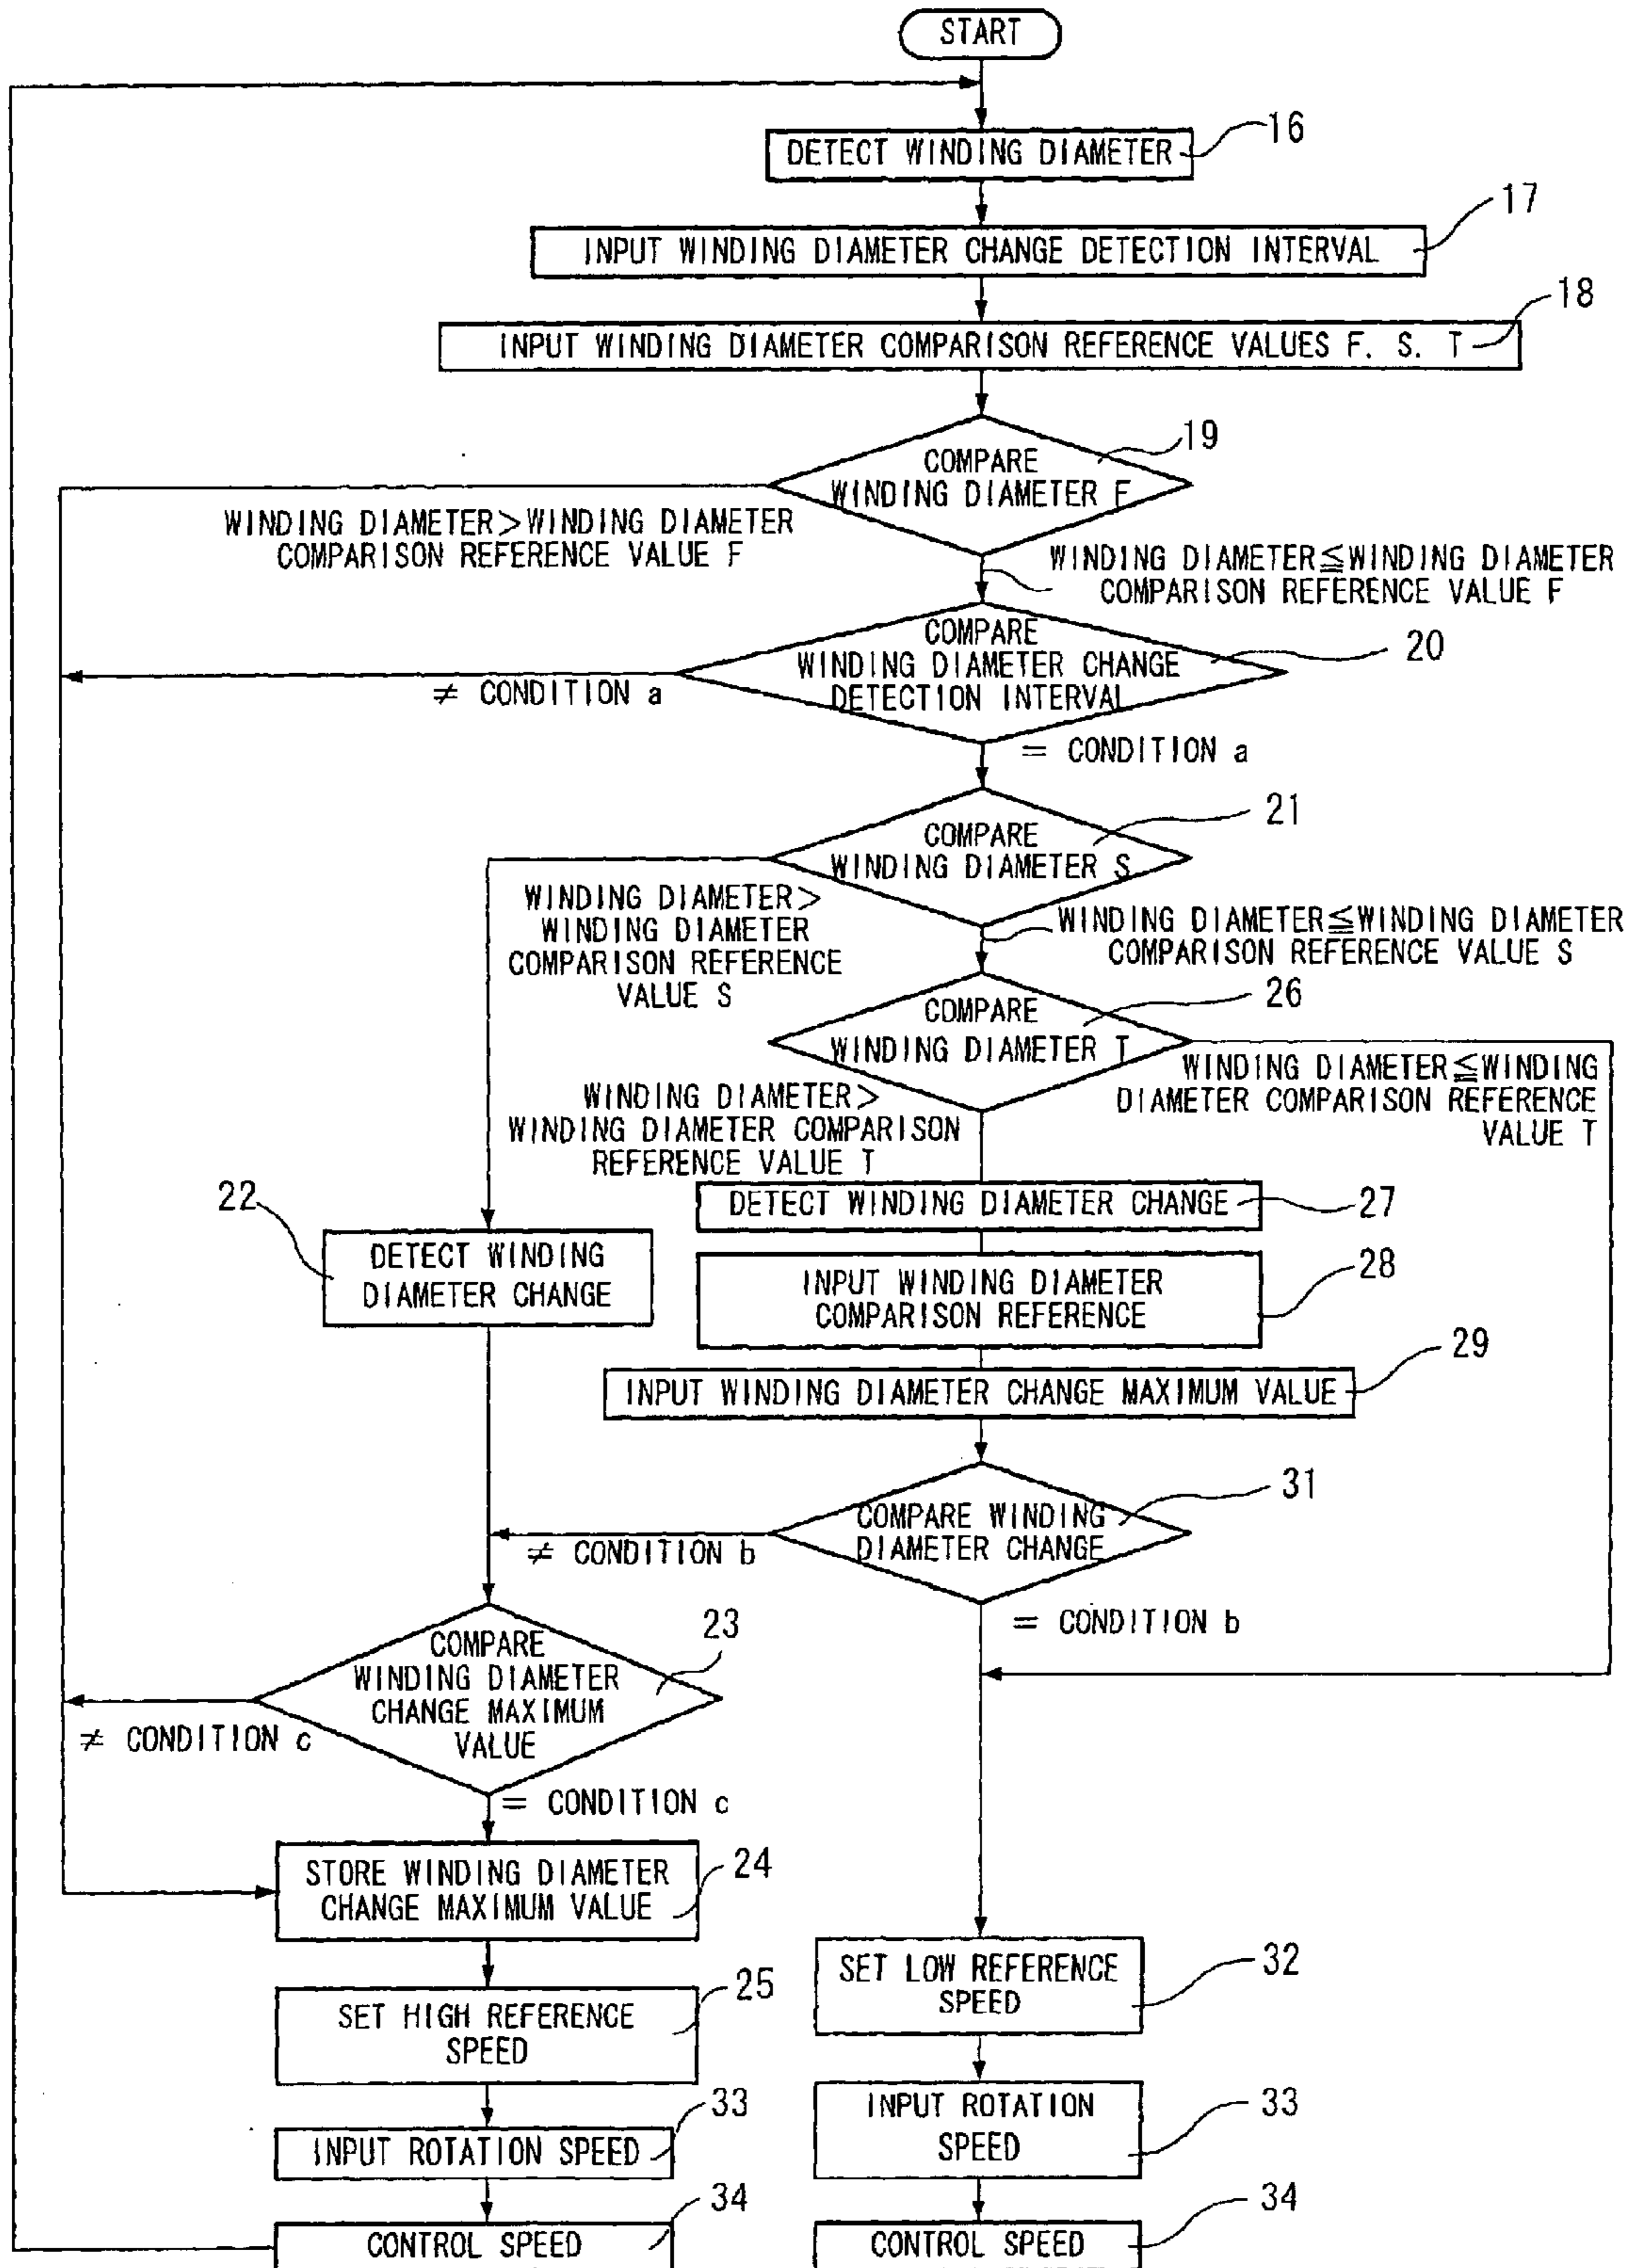 START
16
DETECT WINDING DIAMETER
17
INPUT WINDING DIAMETER CHANGE DETECTION INTERVAL
18
INPUT WINDING DIAMETER COMPARISON REFERENCE VALUES F. S. T
19
COMPARE
WINDING DIAMETER F
WINDING DIAMETER>WINDING DIAMETER
COMPARISON REFERENCE VALUE F
WINDING DIAMETER≦WINDING DIAMETER
COMPARISON REFERENCE VALUE F
20
COMPARE
WINDING DIAMETER CHANGE
DETECTION INTERVAL
≠ CONDITION a
= CONDITION a
21
COMPARE
WINDING DIAMETER S
WINDING DIAMETER>
WINDING DIAMETER
COMPARISON REFERENCE
VALUE S
WINDING DIAMETER≦WINDING DIAMETER
COMPARISON REFERENCE VALUE S
26
COMPARE
WINDING DIAMETER T
WINDING DIAMETER≦WINDING
DIAMETER COMPARISON REFERENCE
VALUE T
WINDING DIAMETER>
WINDING DIAMETER COMPARISON
REFERENCE VALUE T
22
DETECT WINDING
DIAMETER CHANGE
DETECT WINDING DIAMETER CHANGE
27
28
INPUT WINDING DIAMETER
COMPARISON REFERENCE
29
INPUT WINDING DIAMETER CHANGE MAXIMUM VALUE
31
COMPARE WINDING
DIAMETER CHANGE
≠ CONDITION b
= CONDITION b
23
COMPARE
WINDING DIAMETER
CHANGE MAXIMUM
VALUE
≠ CONDITION c
= CONDITION c
STORE WINDING DIAMETER
CHANGE MAXIMUM VALUE
24
SET HIGH REFERENCE
SPEED
25
INPUT ROTATION SPEED
33
CONTROL SPEED
34
SET LOW REFERENCE
SPEED
32
INPUT ROTATION
SPEED
33
CONTROL SPEED
34